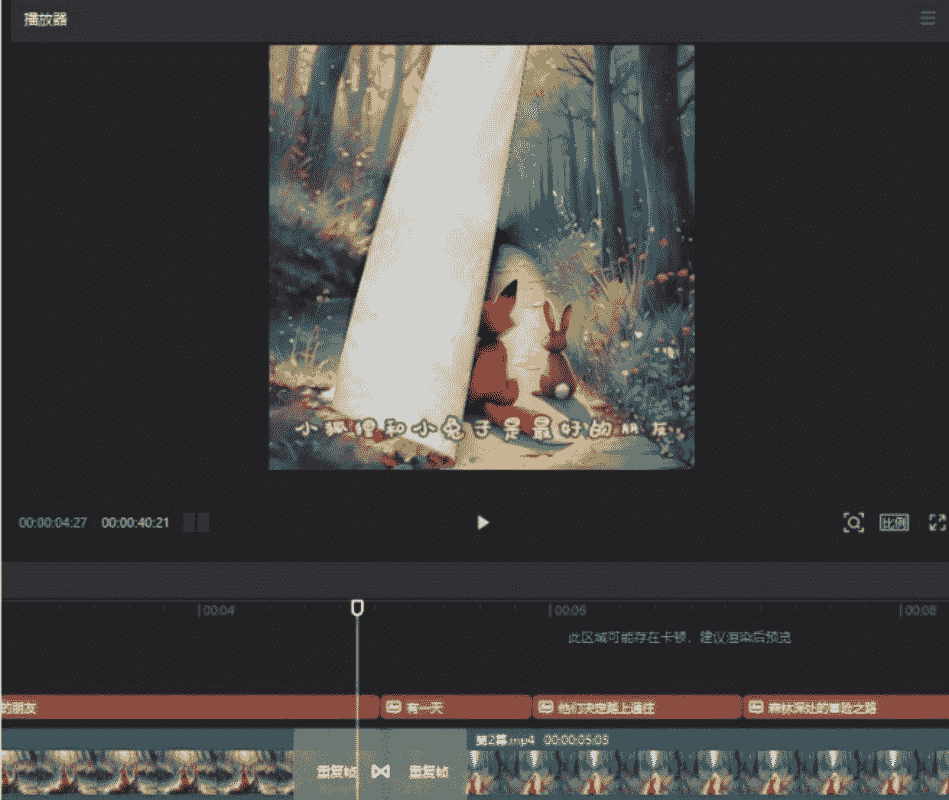 播放器
小狐狸和小兔子是最好的朋友。
00:00:04:27 00:00:40:21
比例
00:04 00:06 00:08
此区域可能存在卡顿，建议渲染后预览
的朋友 有一天 他们决定踏上通往 森林深处的冒险之路
第2幕.mp4 00:00:05:03
重复帧 重复帧